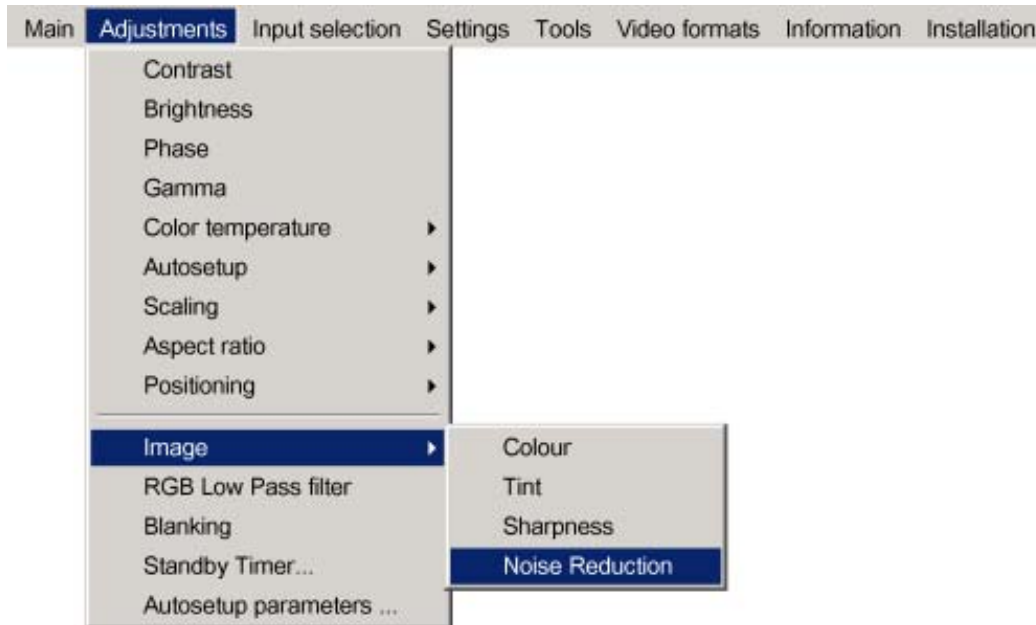 Main Adjustments Input selection Settings Tools Video formats Information Installation
Contrast
Brightness
Phase
Gamma
Color temperature
Autosetup
Scaling
Aspect ratio
Positioning
Image
RGB Low Pass filter
Blanking
Standby Timer...
Autosetup parameters ...
Colour
Tint
Sharpness
Noise Reduction